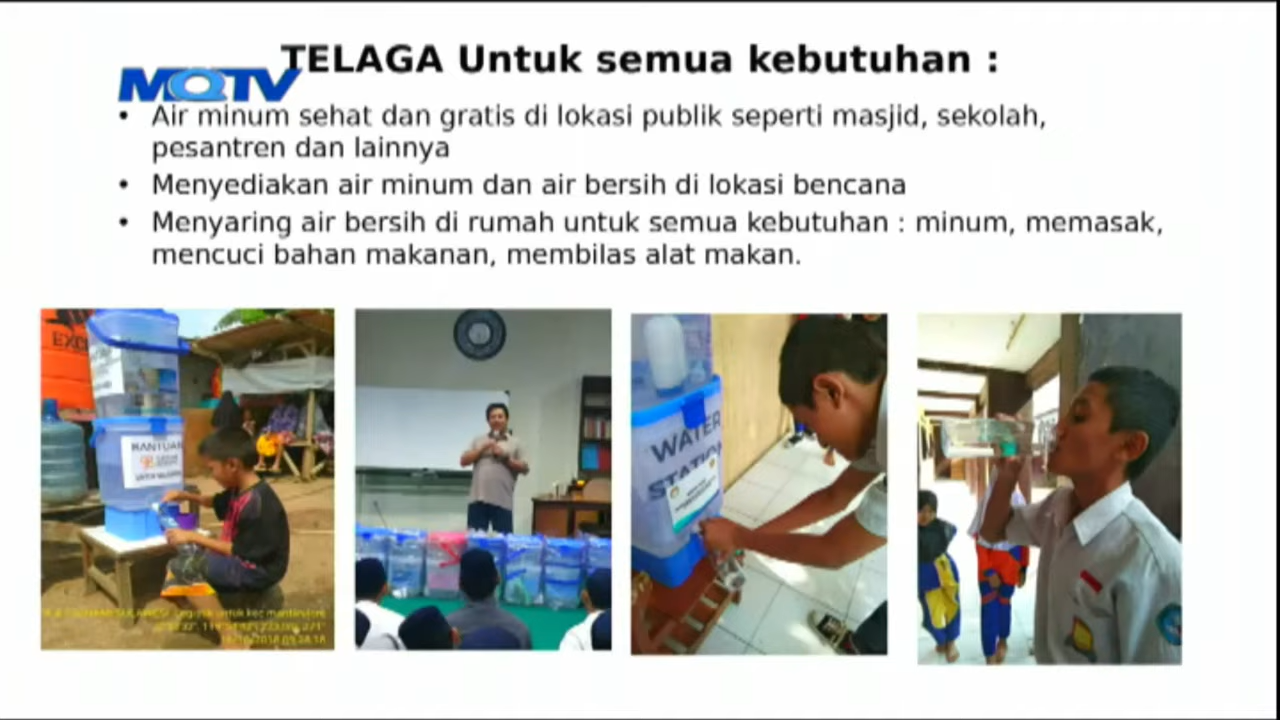 TELAGA Untuk semua kebutuhan :
MQTV
• Air minum sehat dan gratis di lokasi publik seperti masjid, sekolah,
pesantren dan lainnya
• Menyediakan air minum dan air bersih di lokasi bencana
• Menyaring air bersih di rumah untuk semua kebutuhan : minum, memasak,
mencuci bahan makanan, membilas alat makan.
BANTUAN
WATER
STATION